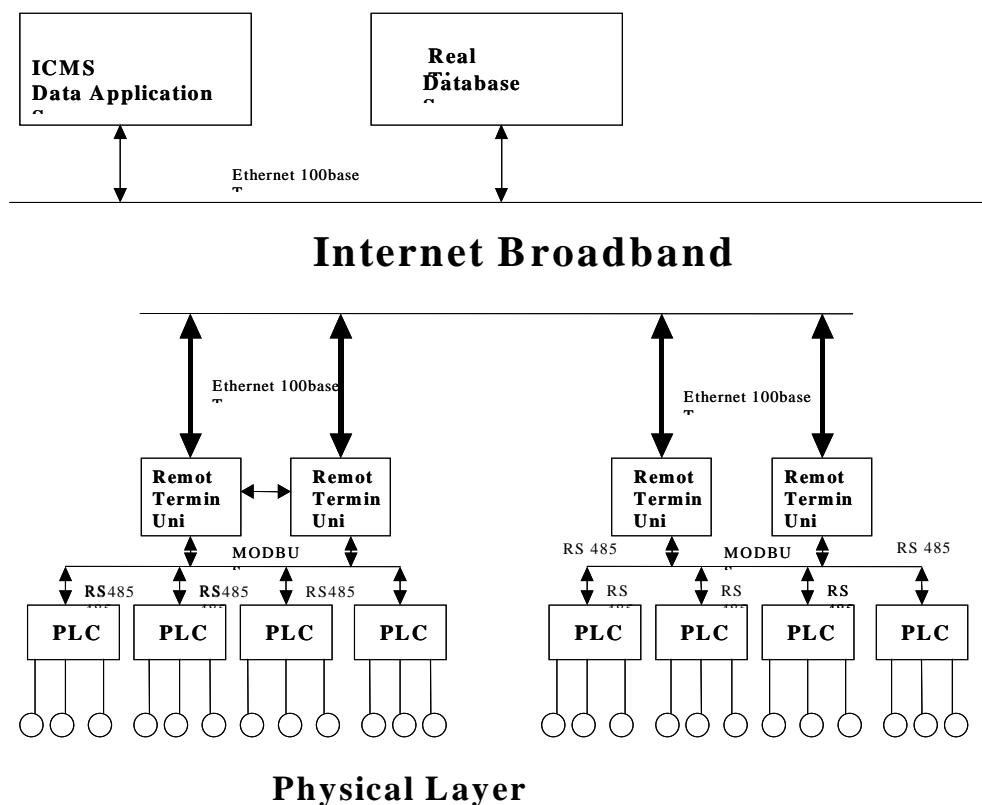 ICMS
Data Application
Real
Database
Ethernet 100base
Internet Broadband
Ethernet 100base
Ethernet 100base
Remot
Termin
Uni
Remot
Termin
Uni
Remot
Termin
Uni
Remot
Termin
Uni
MODBU
RS 485
MODBU
RS 485
RS485
RS485
RS485
RS
RS
RS
PLC
PLC
PLC
PLC
PLC
PLC
PLC
PLC
Physical Layer